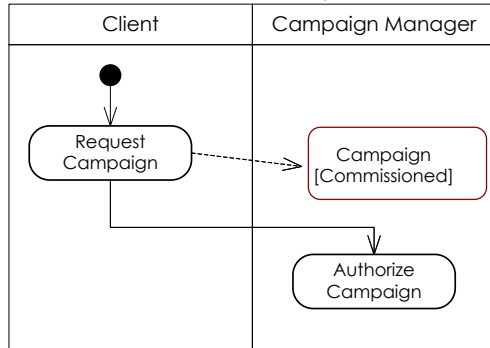 Client
Campaign Manager
Request
Campaign
Campaign
[Commissioned]
Authorize
Campaign